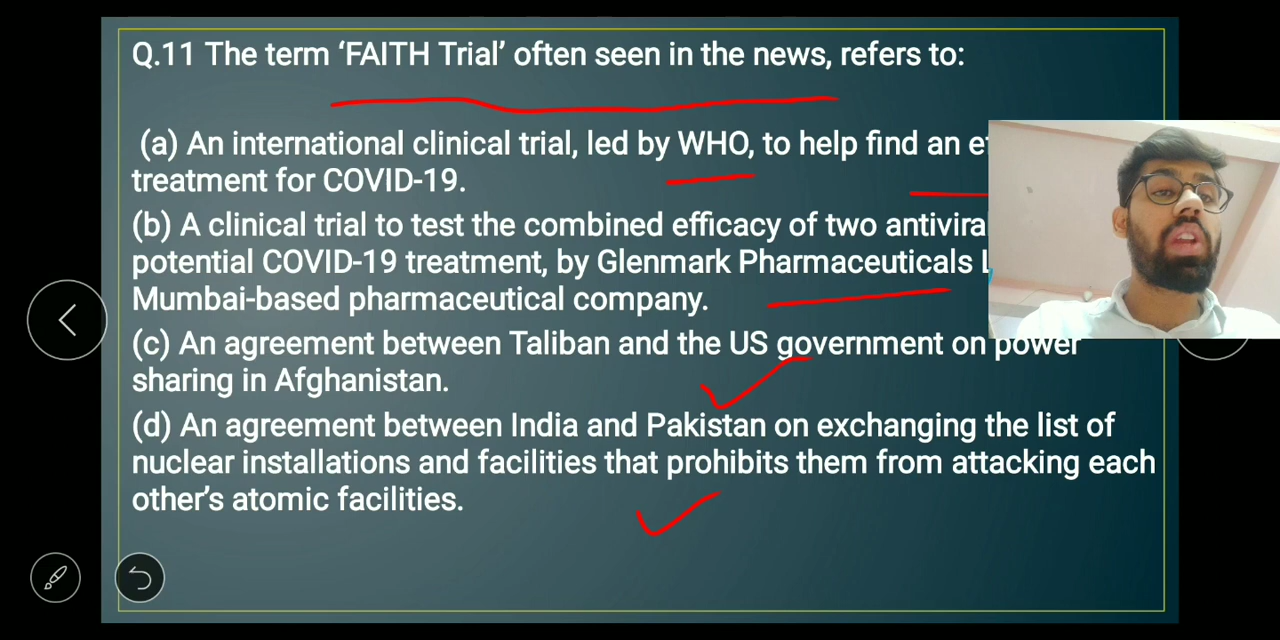 Q.11 The term ‘FAITH Trial’ often seen in the news, refers to:
(a) An international clinical trial, led by WHO, to help find an
treatment for COVID-19.
(b) A clinical trial to test the combined efficacy of two
potential COVID-19 treatment, by Glenmark Pharmaceuticals
Mumbai-based pharmaceutical company.
(c) An agreement between Taliban and the US government on power
sharing in Afghanistan.
(d) An agreement between India and Pakistan on exchanging the list of
nuclear installations and facilities that prohibits them from attacking each
other’s atomic facilities.